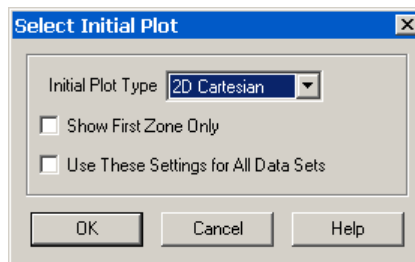 Select Initial Plot
Initial Plot Type 2D Cartesian
Show First Zone Only
Use These Settings for All Data Sets
OK Cancel Help